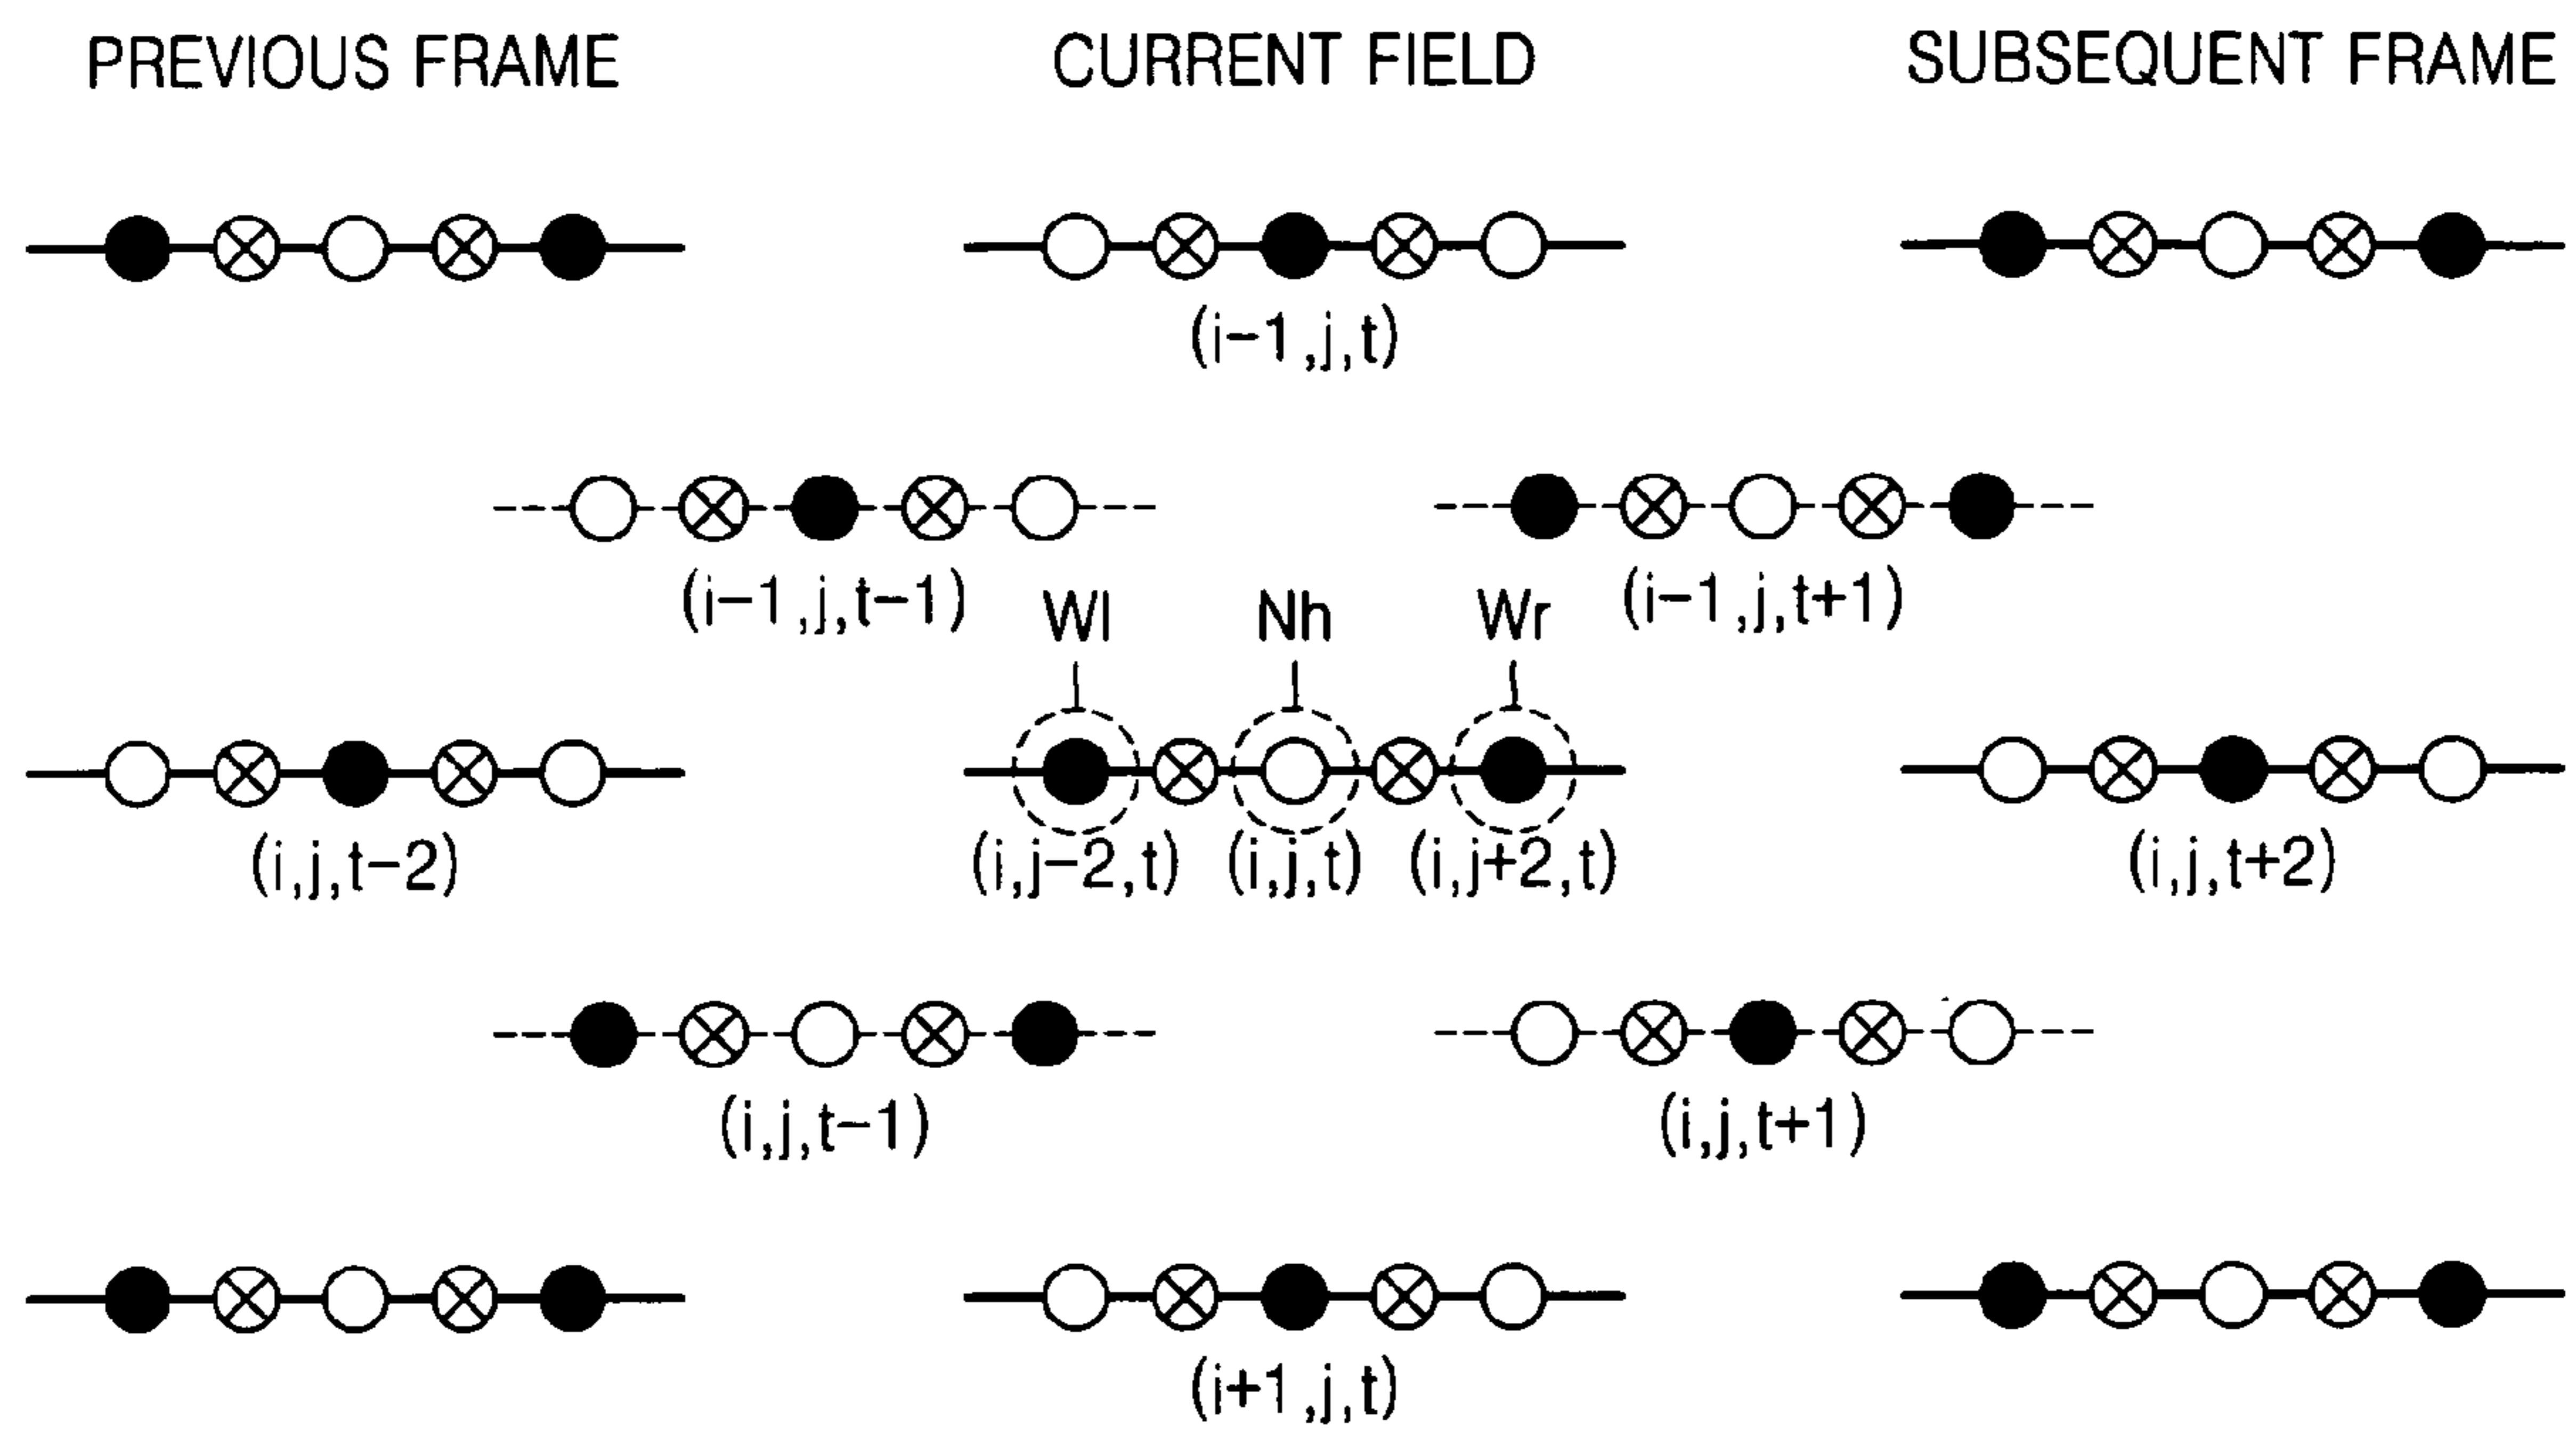 PREVIOUS FRAME
CURRENT FIELD
SUBSEQUENT FRAME
(i−1,j,t)
(i−1,j,t−1)
Wl
Nh
Wr
(i−1,j,t+1)
(i,j,t−2)
(i,j−2,t)
(i,j,t)
(i,j+2,t)
(i,j,t+2)
(i,j,t−1)
(i,j,t+1)
(i+1,j,t)